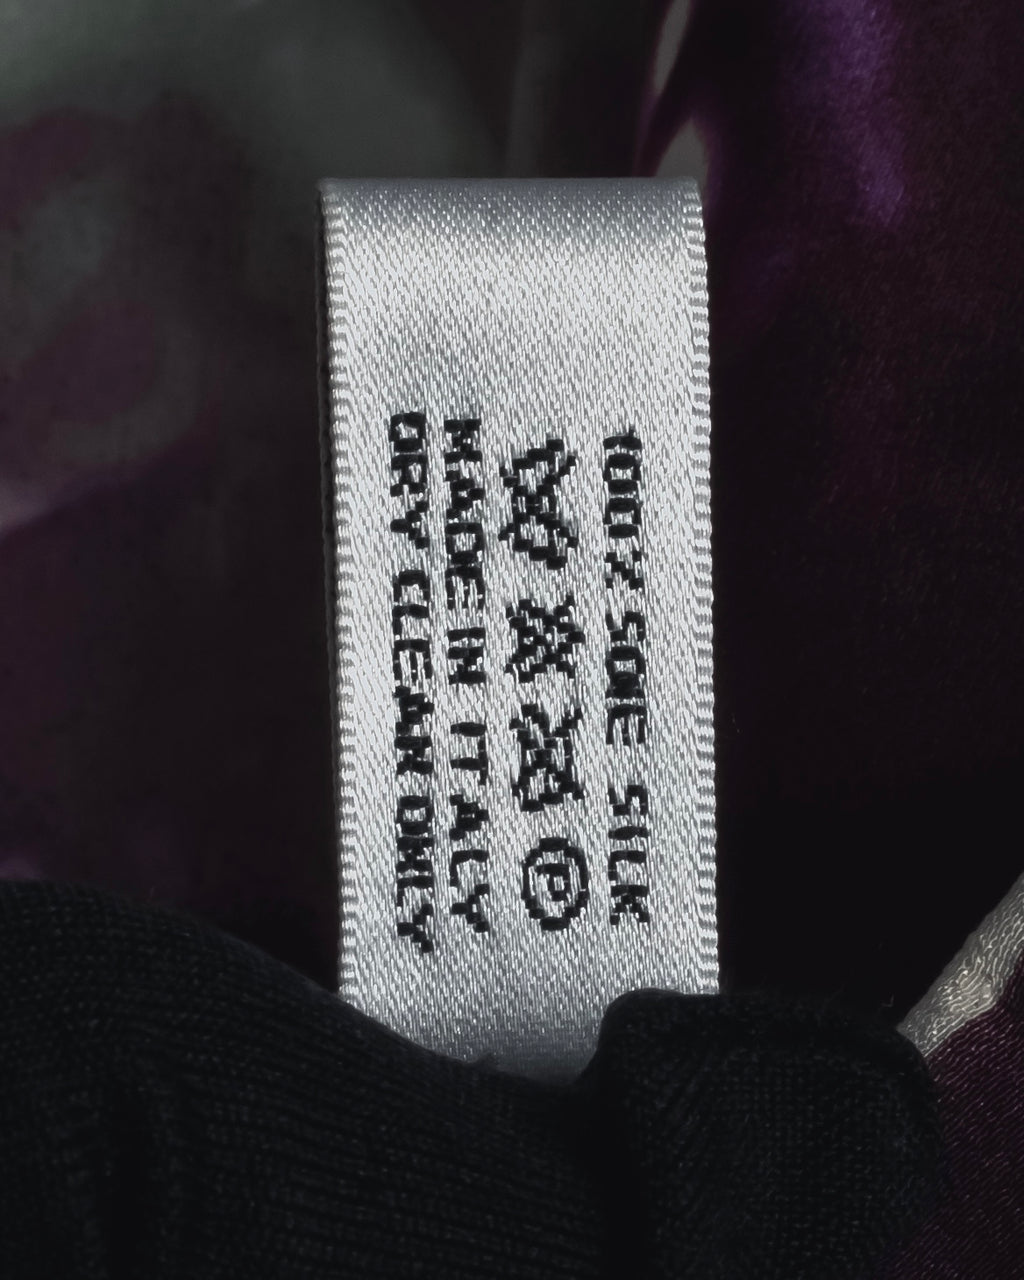 100% SOIE SILK
P
MADE IN ITALY
DRY CLEAN ONLY